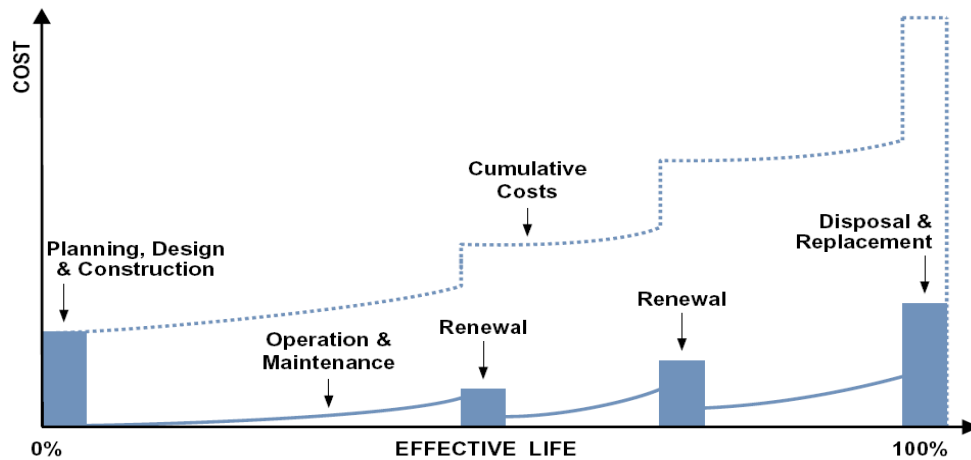 COST
Cumulative
Costs
Planning, Design
& Construction
Disposal &
Replacement
Operation &
Maintenance
Renewal
Renewal
0%
EFFECTIVE LIFE
100%